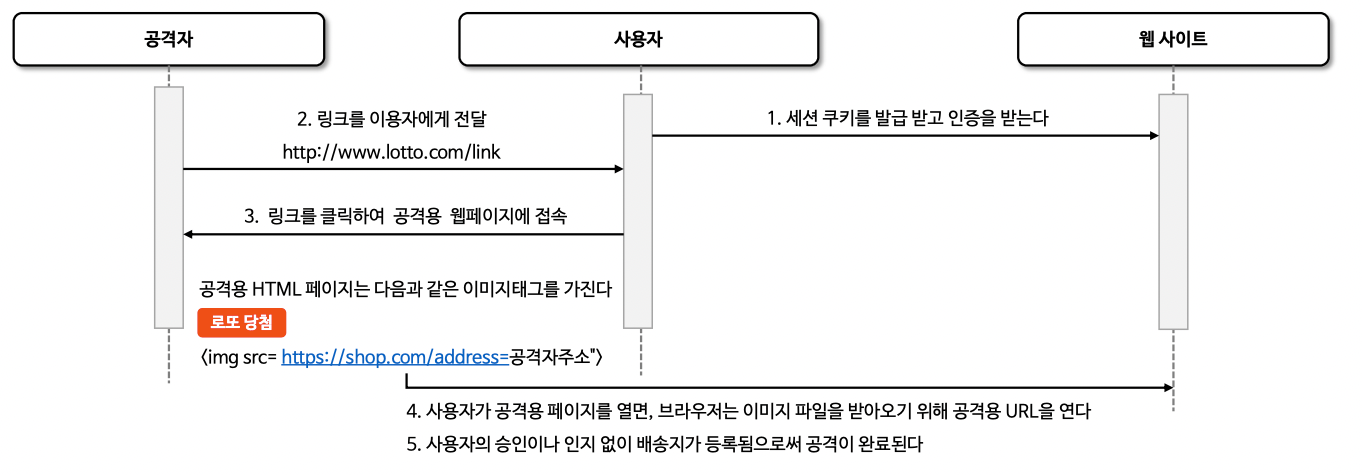 공격자
사용자
웹 사이트
2. 링크를 이용자에게 전달
http://www.lotto.com/link
1. 세션 쿠키를 발급 받고 인증을 받는다
3. 링크를 클릭하여 공격용 웹페이지에 접속
공격용 HTML 페이지는 다음과 같은 이미지태그를 가진다
로또 당첨
<img src= https://shop.com/address=공격자주소">
4. 사용자가 공격용 페이지를 열면, 브라우저는 이미지 파일을 받아오기 위해 공격용 URL을 연다
5. 사용자의 승인이나 인지 없이 배송지가 등록됨으로써 공격이 완료된다